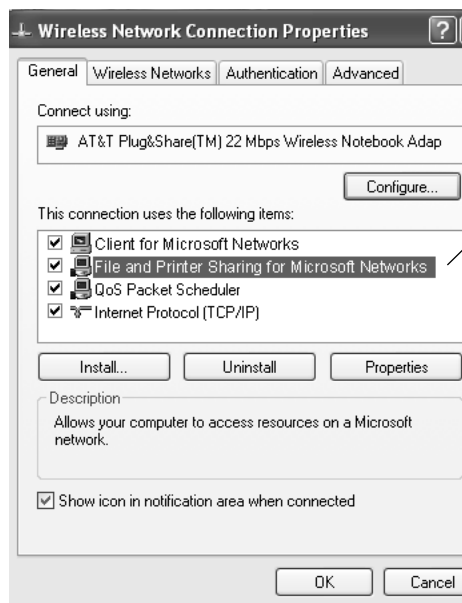 Wireless Network Connection Properties ?
General Wireless Networks Authentication Advanced
Connect using:
AT&T Plug&Share(TM) 22 Mbps Wireless Notebook Adap
Configure...
This connection uses the following items:
Client for Microsoft Networks
File and Printer Sharing for Microsoft Networks
QoS Packet Scheduler
Internet Protocol (TCP/IP)
Install... Uninstall Properties
Description
Allows your computer to access resources on a Microsoft
network.
Show icon in notification area when connected
OK Cancel